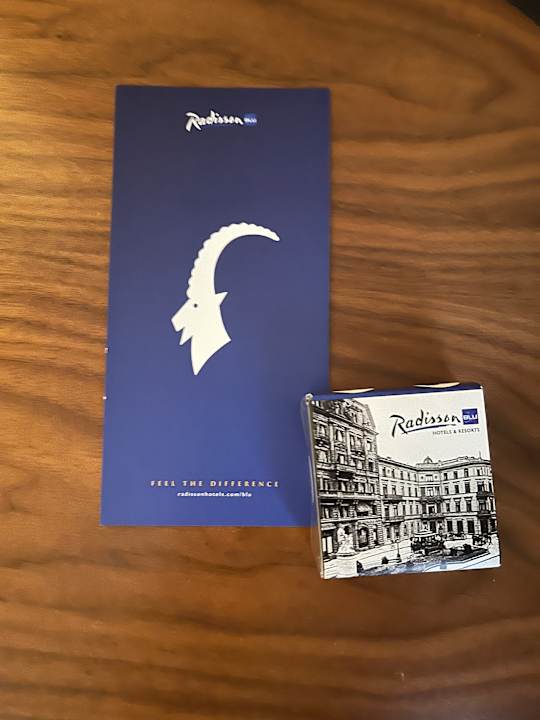 Radisson BLU
FEEL THE DIFFERENCE
radissonhotels.com/blu
Radisson BLU
HOTELS & RESORTS